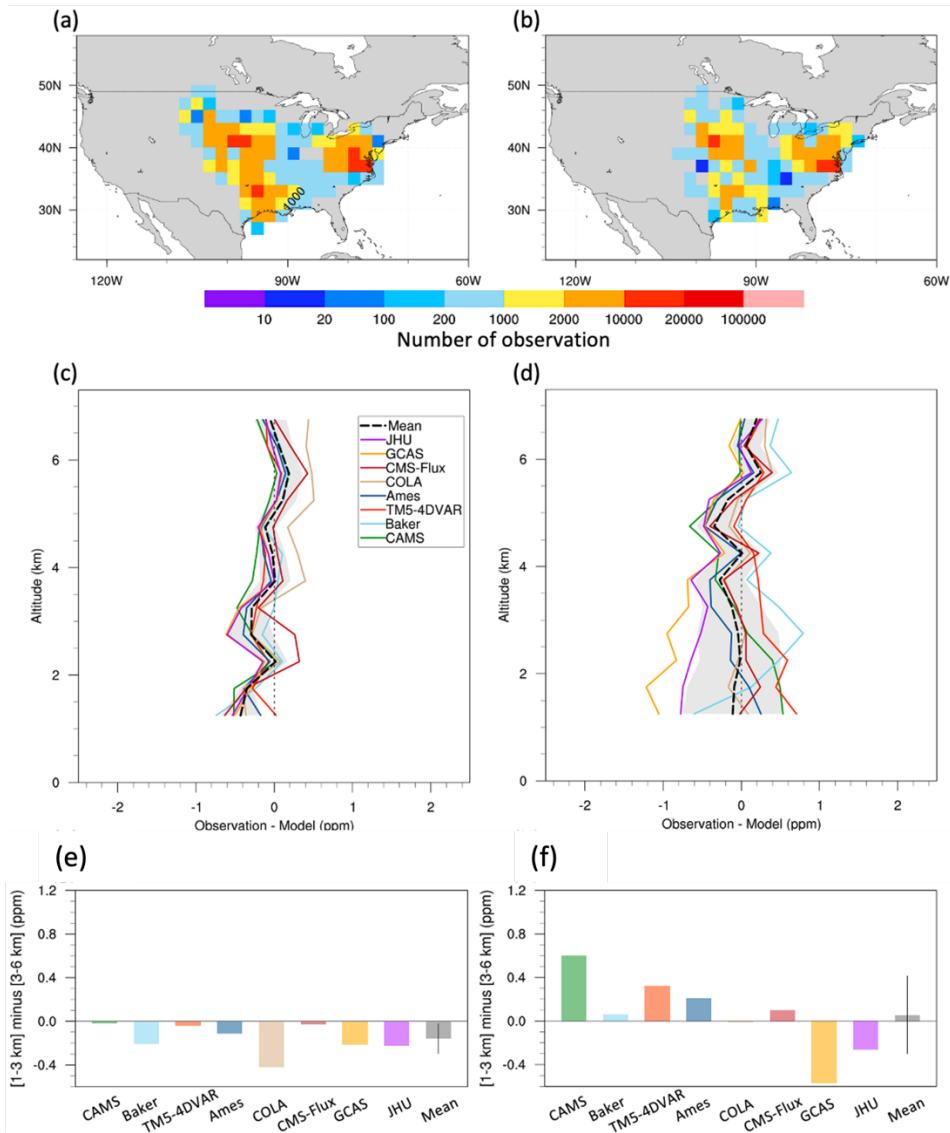 (a)
(b)
50N
40N
30N
1000
120W 90W 60W
50N
40N
30N
120W 90W 60W
10 20 100 200 1000 2000 10000 20000 100000
Number of observation
(c)
(d)
Altitude (km)
6
4
2
0
-2 -1 0 1 2
Observation - Model (ppm)
Mean
JHU
GCAS
CMS-Flux
COLA
Ames
TM5-4DVAR
Baker
CAMS
Altitude (km)
6
4
2
0
-2 -1 0 1 2
Observation - Model (ppm)
(e)
(f)
[1-3 km] minus [3-6 km] (ppm)
1.2
0.8
0.4
0.0
-0.4
CAMS Baker TM5-4DVAR Ames COLA CMS-Flux GCAS JHU Mean
[1-3 km] minus [3-6 km] (ppm)
1.2
0.8
0.4
0.0
-0.4
CAMS Baker TM5-4DVAR Ames COLA CMS-Flux GCAS JHU Mean